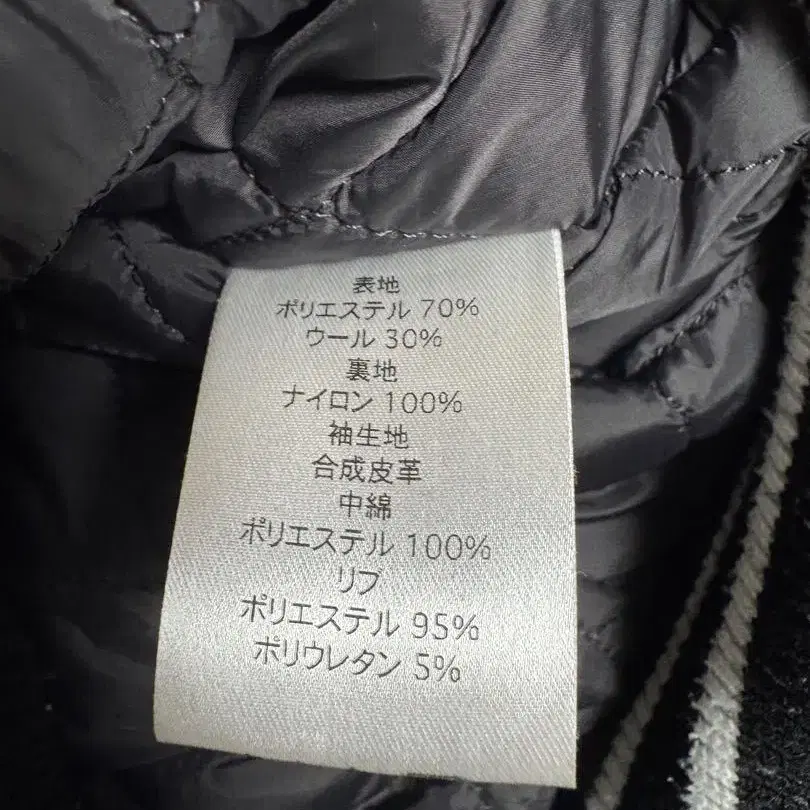 表地
ポリエステル 70%
ウール 30%
裏地
ナイロン 100%
袖生地
合成皮革
中綿
ポリエステル 100%
リブ
ポリエステル 95%
ポリウレタン 5%